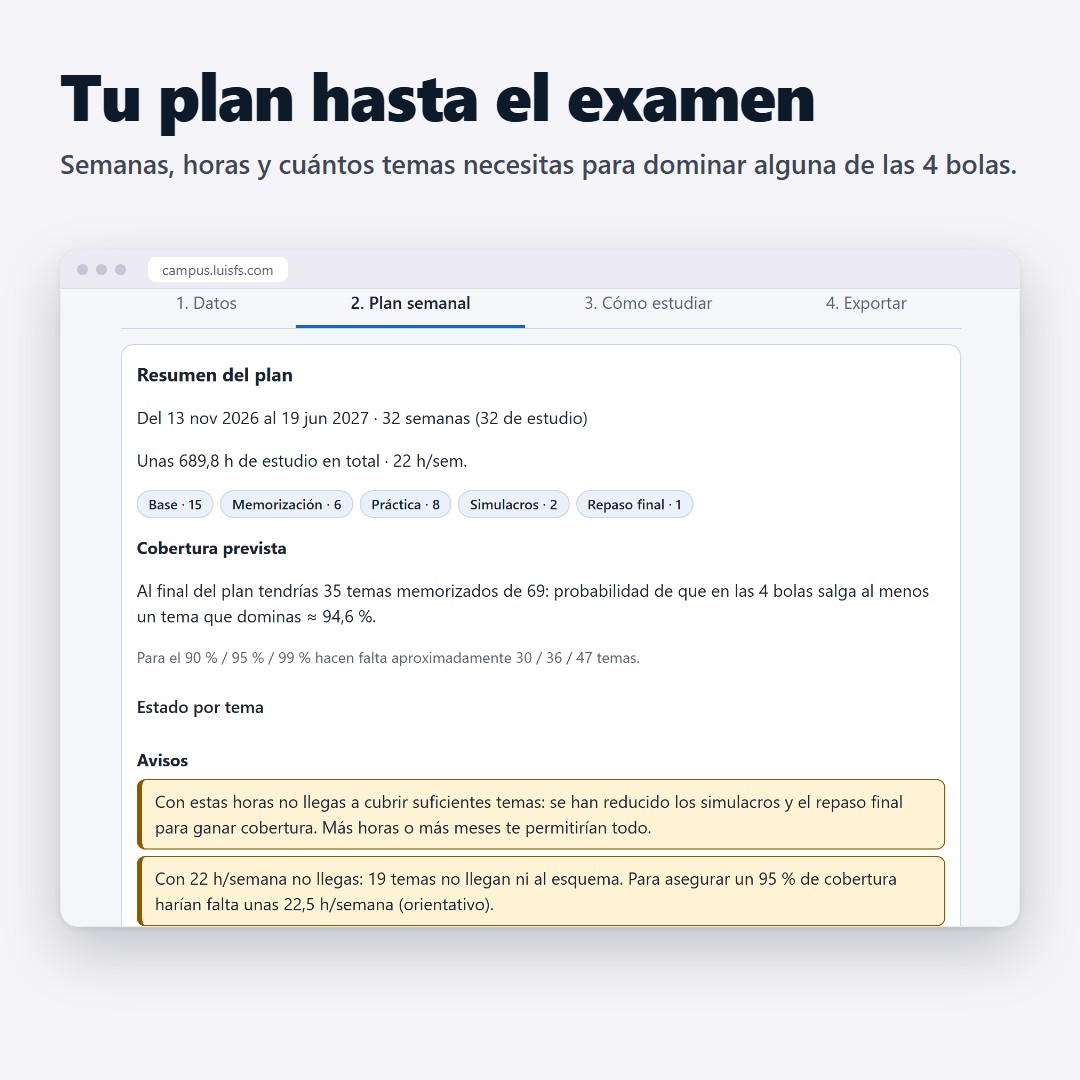 Tu plan hasta el examen
Semanas, horas y cuántos temas necesitas para dominar alguna de las 4 bolas.
campus.luisfs.com
1. Datos
2. Plan semanal
3. Cómo estudiar
4. Exportar
Resumen del plan
Del 13 nov 2026 al 19 jun 2027 · 32 semanas (32 de estudio)
Unas 689,8 h de estudio en total · 22 h/sem.
Base · 15
Memorización · 6
Práctica · 8
Simulacros · 2
Repaso final · 1
Cobertura prevista
Al final del plan tendrías 35 temas memorizados de 69: probabilidad de que en las 4 bolas salga al menos
un tema que dominas ≈ 94,6 %.
Para el 90 % / 95 % / 99 % hacen falta aproximadamente 30 / 36 / 47 temas.
Estado por tema
Avisos
Con estas horas no llegas a cubrir suficientes temas: se han reducido los simulacros y el repaso final
para ganar cobertura. Más horas o más meses te permitirían todo.
Con 22 h/semana no llegas: 19 temas no llegan ni al esquema. Para asegurar un 95 % de cobertura
harían falta unas 22,5 h/semana (orientativo).